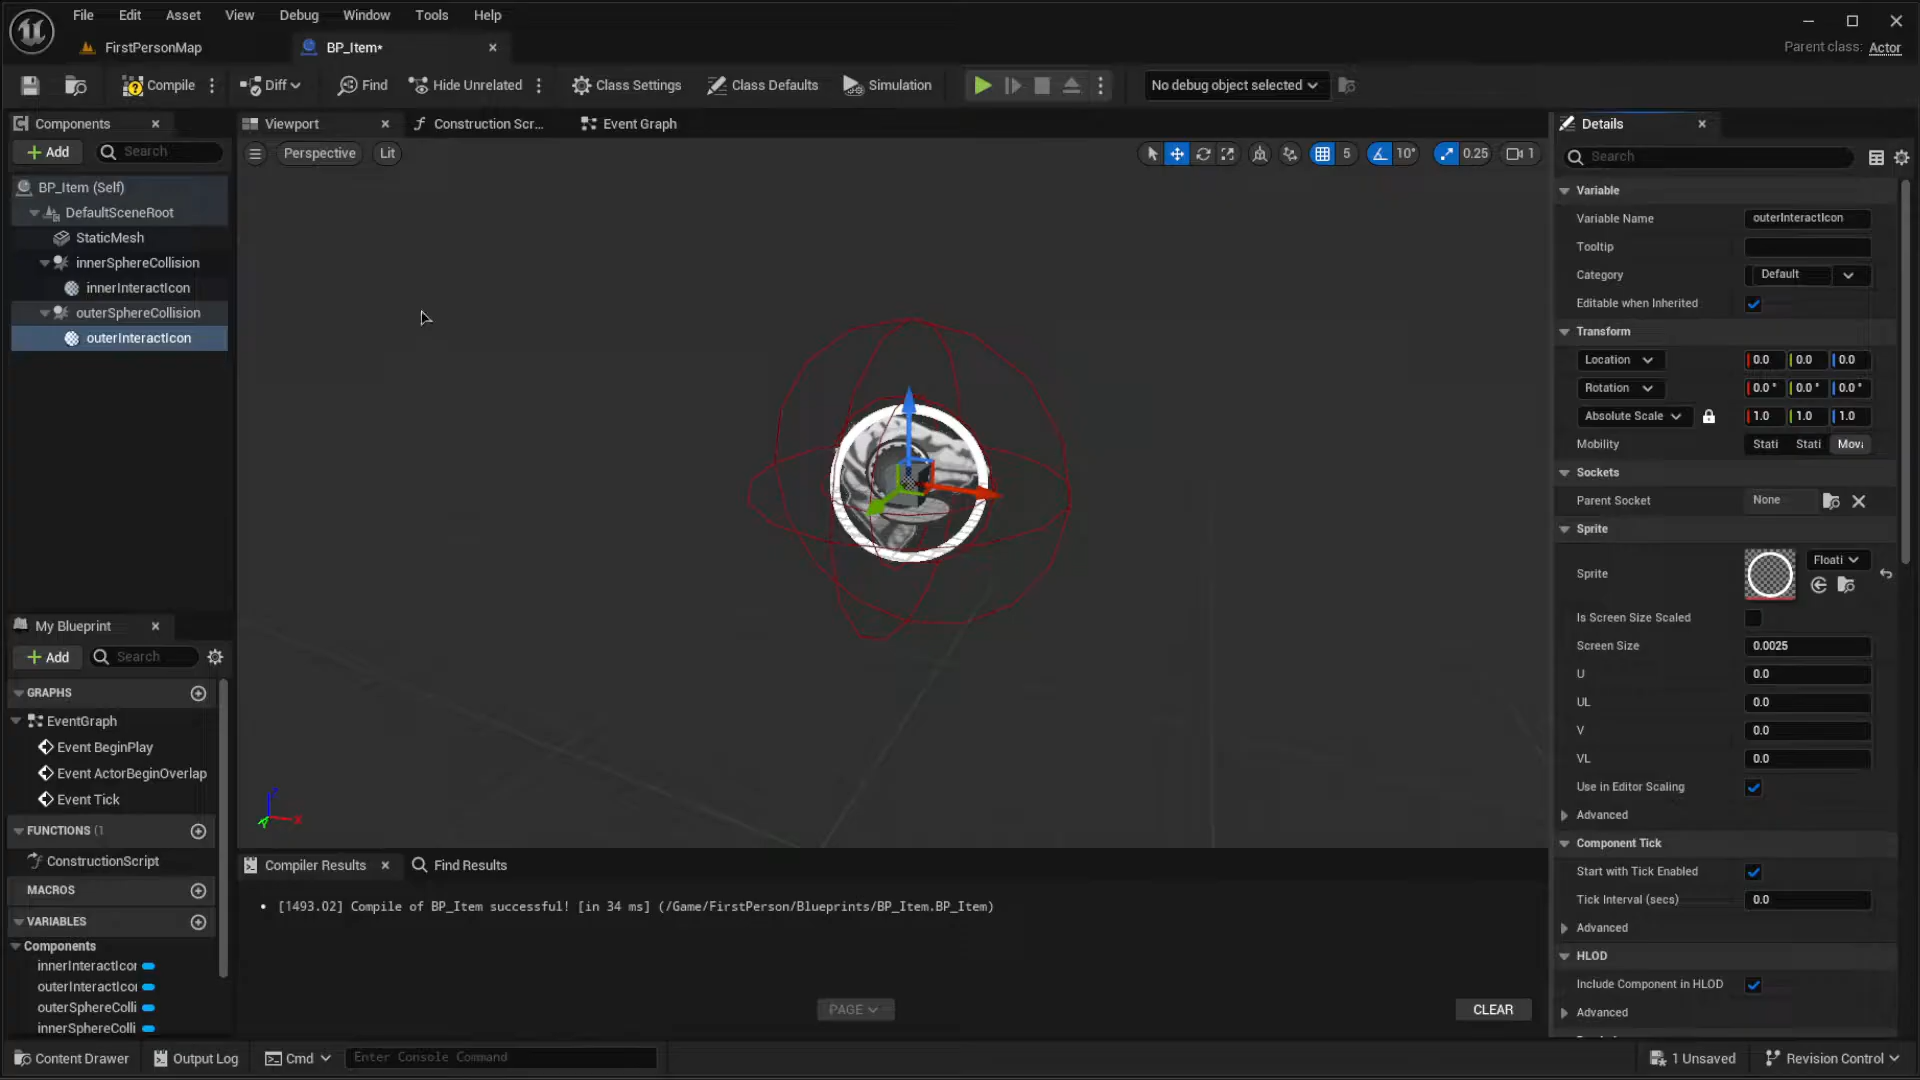 File Edit Asset View Debug Window Tools Help
FirstPersonMap BP_Item* Parent class: Actor
Compile Diff Find Hide Unrelated Class Settings Class Defaults Simulation No debug object selected
Components Viewport Construction Scr... Event Graph Details
Add Search Perspective Lit 5 10° 0.25 1 Search
BP_Item (Self)
DefaultSceneRoot
StaticMesh
innerSphereCollision
innerInteractIcon
outerSphereCollision
outerInteractIcon
Variable
Variable Name outerInteractIcon
Tooltip
Category Default
Editable when Inherited
Transform
Location 0.0 0.0 0.0
Rotation 0.0° 0.0° 0.0°
Absolute Scale 1.0 1.0 1.0
Mobility Stati Stati Mov
Sockets
Parent Socket None
Sprite
Sprite Floati
Is Screen Size Scaled
Screen Size 0.0025
U 0.0
UL 0.0
V 0.0
VL 0.0
Use in Editor Scaling
Advanced
Component Tick
Start with Tick Enabled
Tick Interval (secs) 0.0
Advanced
HLOD
Include Component in HLOD
Advanced
My Blueprint
Add Search
GRAPHS
EventGraph
Event BeginPlay
Event ActorBeginOverlap
Event Tick
FUNCTIONS (1
ConstructionScript
MACROS
VARIABLES
Components
innerInteractIcon
outerInteractIcon
outerSphereColli
innerSphereColli
Compiler Results Find Results
[1493.02] Compile of BP_Item successful! [in 34 ms] (/Game/FirstPerson/Blueprints/BP_Item.BP_Item)
PAGE CLEAR
Content Drawer Output Log Cmd Enter Console Command 1 Unsaved Revision Control